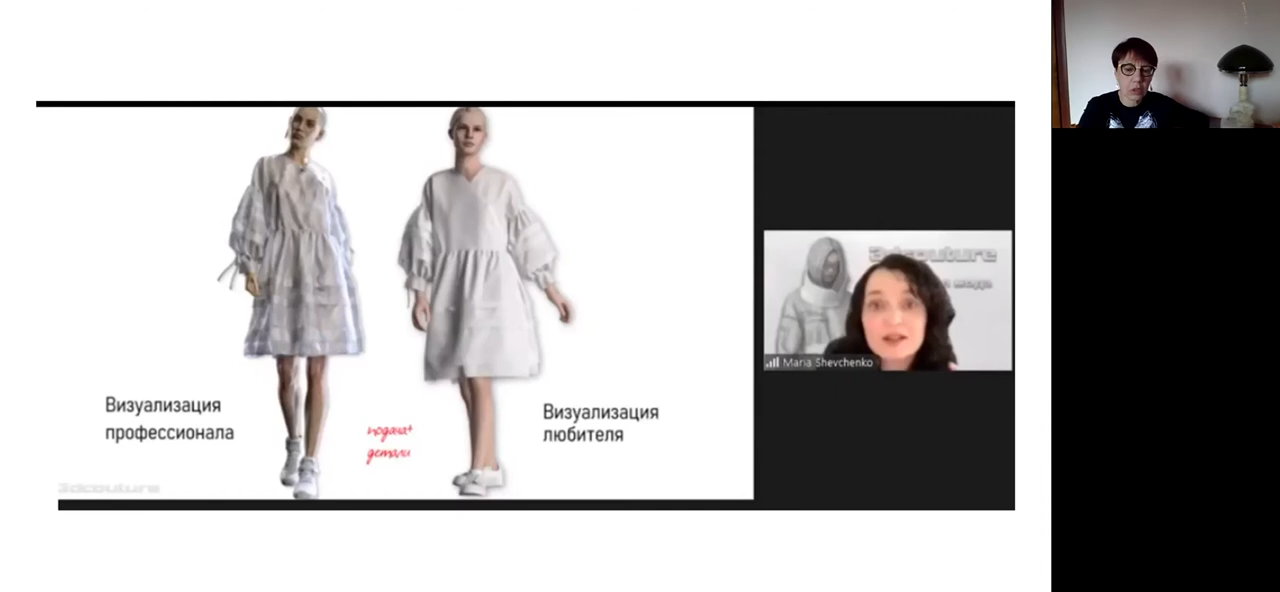 3dcouture
Maria Shevchenko
Визуализация
профессионала
подача+
детали
Визуализация
любителя
3dcouture